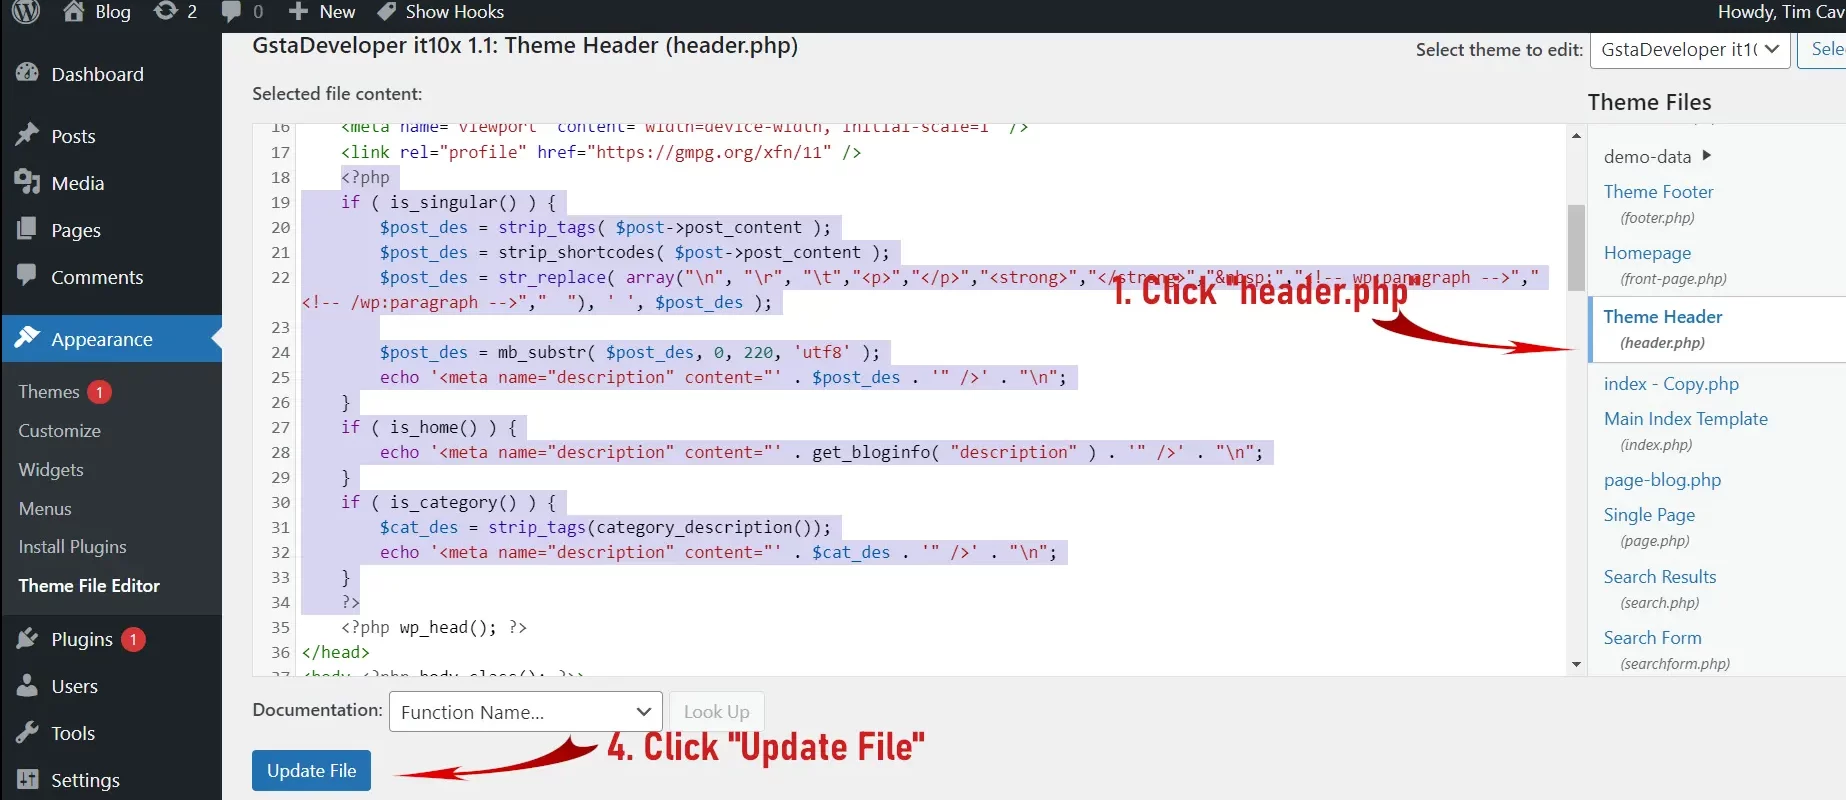 Blog 2 0 New Show Hooks Howdy, Tim Cav
Dashboard
Posts
Media
Pages
Comments
Appearance
Themes 1
Customize
Widgets
Menus
Install Plugins
Theme File Editor
Plugins 1
Users
Tools
Settings
GstaDeveloper it10x 1.1: Theme Header (header.php)
Select theme to edit: GstaDeveloper it1( Sele
Selected file content:
16 <meta name="viewport" content="width=device-width, initial-scale=1" />
17 <link rel="profile" href="https://gmpg.org/xfn/11" />
18 <?php
19 if ( is_singular() ) {
20 $post_des = strip_tags( $post->post_content );
21 $post_des = strip_shortcodes( $post->post_content );
22 $post_des = str_replace( array("\n", "\r", "\t","<p>","</p>","<strong>","</strong>","&nbsp;","<!-- wp:paragraph -->","
<!-- /wp:paragraph -->","  "), ' ', $post_des );
23
24 $post_des = mb_substr( $post_des, 0, 220, 'utf8' );
25 echo '<meta name="description" content="' . $post_des . '" />' . "\n";
26 }
27 if ( is_home() ) {
28 echo '<meta name="description" content="' . get_bloginfo( "description" ) . '" />' . "\n";
29 }
30 if ( is_category() ) {
31 $cat_des = strip_tags(category_description());
32 echo '<meta name="description" content="' . $cat_des . '" />' . "\n";
33 }
34 ?>
35 <?php wp_head(); ?>
36 </head>
37 <body <?php body_class(); ?>>
1. Click "header.php"
Theme Files
demo-data
Theme Footer
(footer.php)
Homepage
(front-page.php)
Theme Header
(header.php)
index - Copy.php
Main Index Template
(index.php)
page-blog.php
Single Page
(page.php)
Search Results
(search.php)
Search Form
(searchform.php)
Documentation: Function Name... Look Up
4. Click "Update File"
Update File